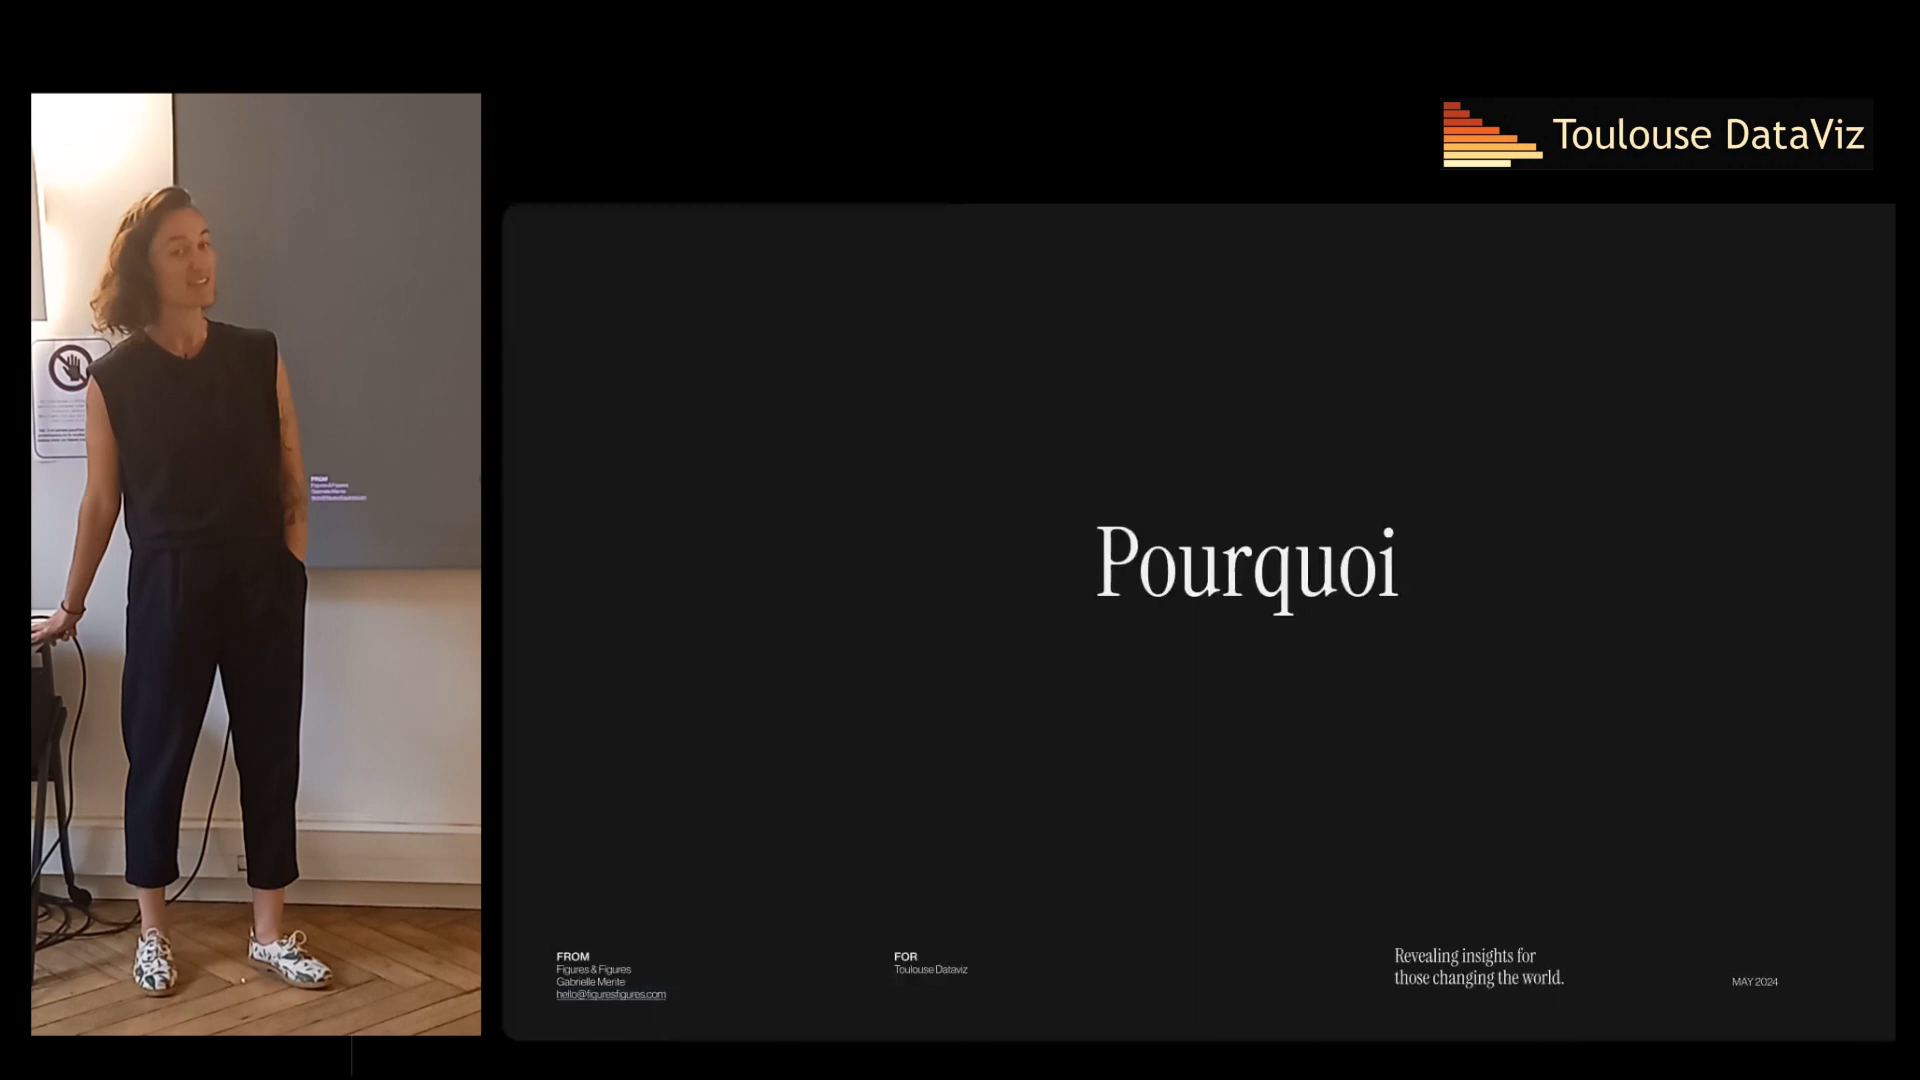 Toulouse DataViz
Pourquoi
FROM
Figures & Figures
Gabrielle Merite
hello@figuresfigures.com
FOR
Toulouse Dataviz
Revealing insights for
those changing the world.
MAY 2024
FROM